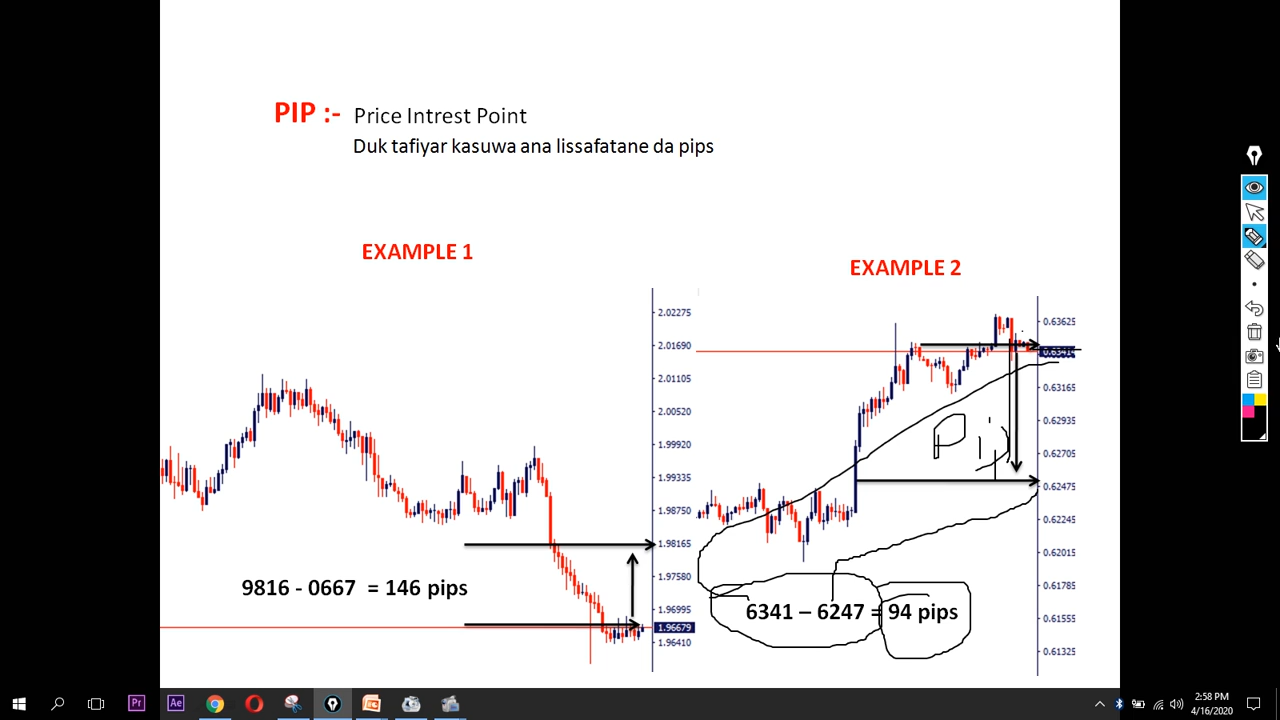 PIP :- Price Intrest Point
Duk tafiyar kasuwa ana lissafatane da pips
EXAMPLE 1
EXAMPLE 2
2.02275
2.01690
2.01105
2.00520
1.99920
1.99335
1.98750
1.98165
1.97580
1.96995
1.96679
1.96410
9816 - 0667 = 146 pips
0.63625
0.63165
0.62935
0.62705
0.62475
0.62245
0.62015
0.61785
0.61555
0.61325
Pip
6341 – 6247 = 94 pips
Pr
Ae
2:58 PM
4/16/2020